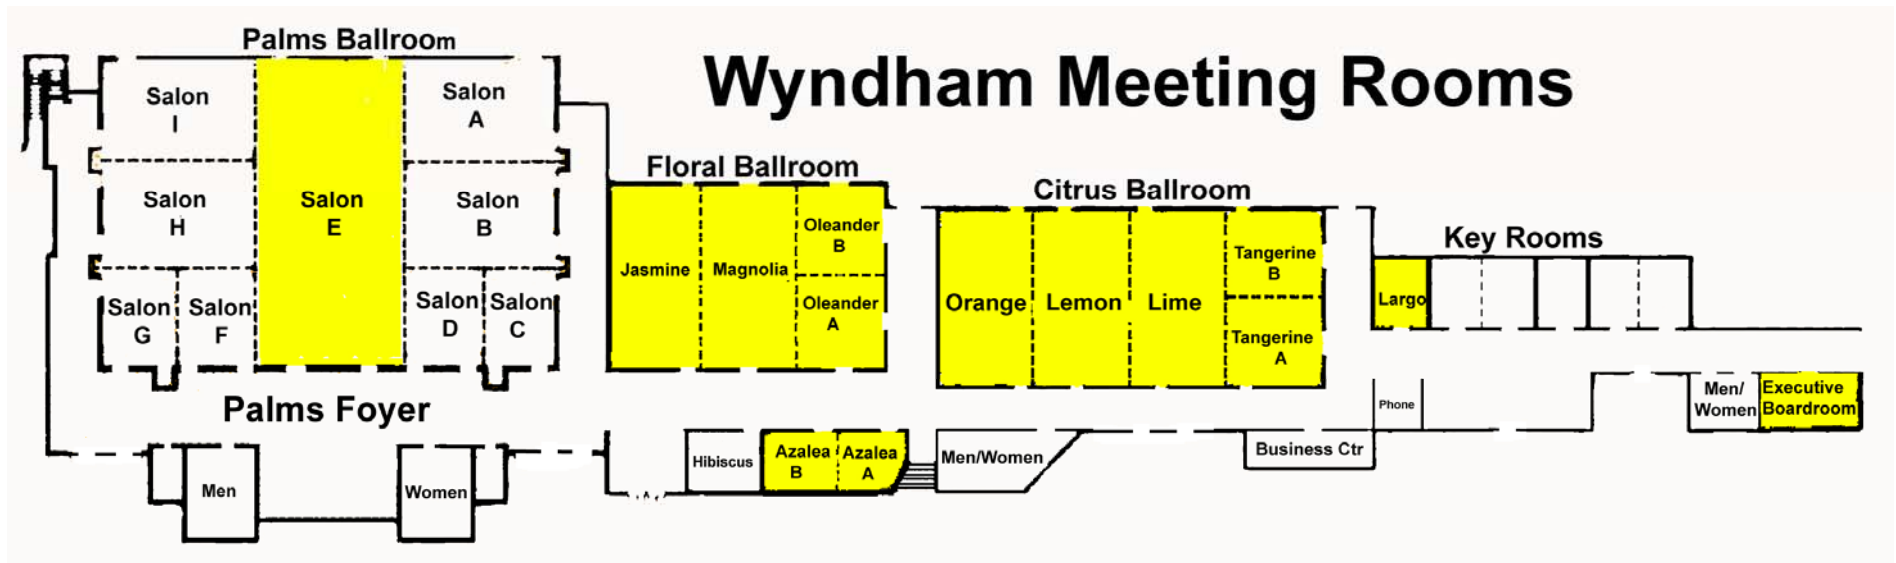 Palms Ballroom
Wyndham Meeting Rooms
Salon
I
Salon
A
Floral Ballroom
Citrus Ballroom
Salon
H
Salon
E
Salon
B
Oleander
B
Key Rooms
Jasmine
Magnolia
Tangerine
B
Salon
G
Salon
F
Salon
D
Salon
C
Oleander
A
Orange
Lemon
Lime
Largo
Tangerine
A
Palms Foyer
Phone
Men/
Women
Executive
Boardroom
Hibiscus
Azalea
B
Azalea
A
Men/Women
Business Ctr
Men
Women